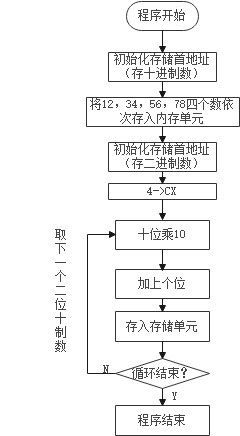 程序开始
初始化存储首地址
（存十进制数）
将12，34，56，78四个数依
次存入内存单元
初始化存储首地址
（存二进制数）
4->CX
十位乘10
加上个位
存入存储单元
循环结束？
N
Y
程序结束
取下一个二位十制数